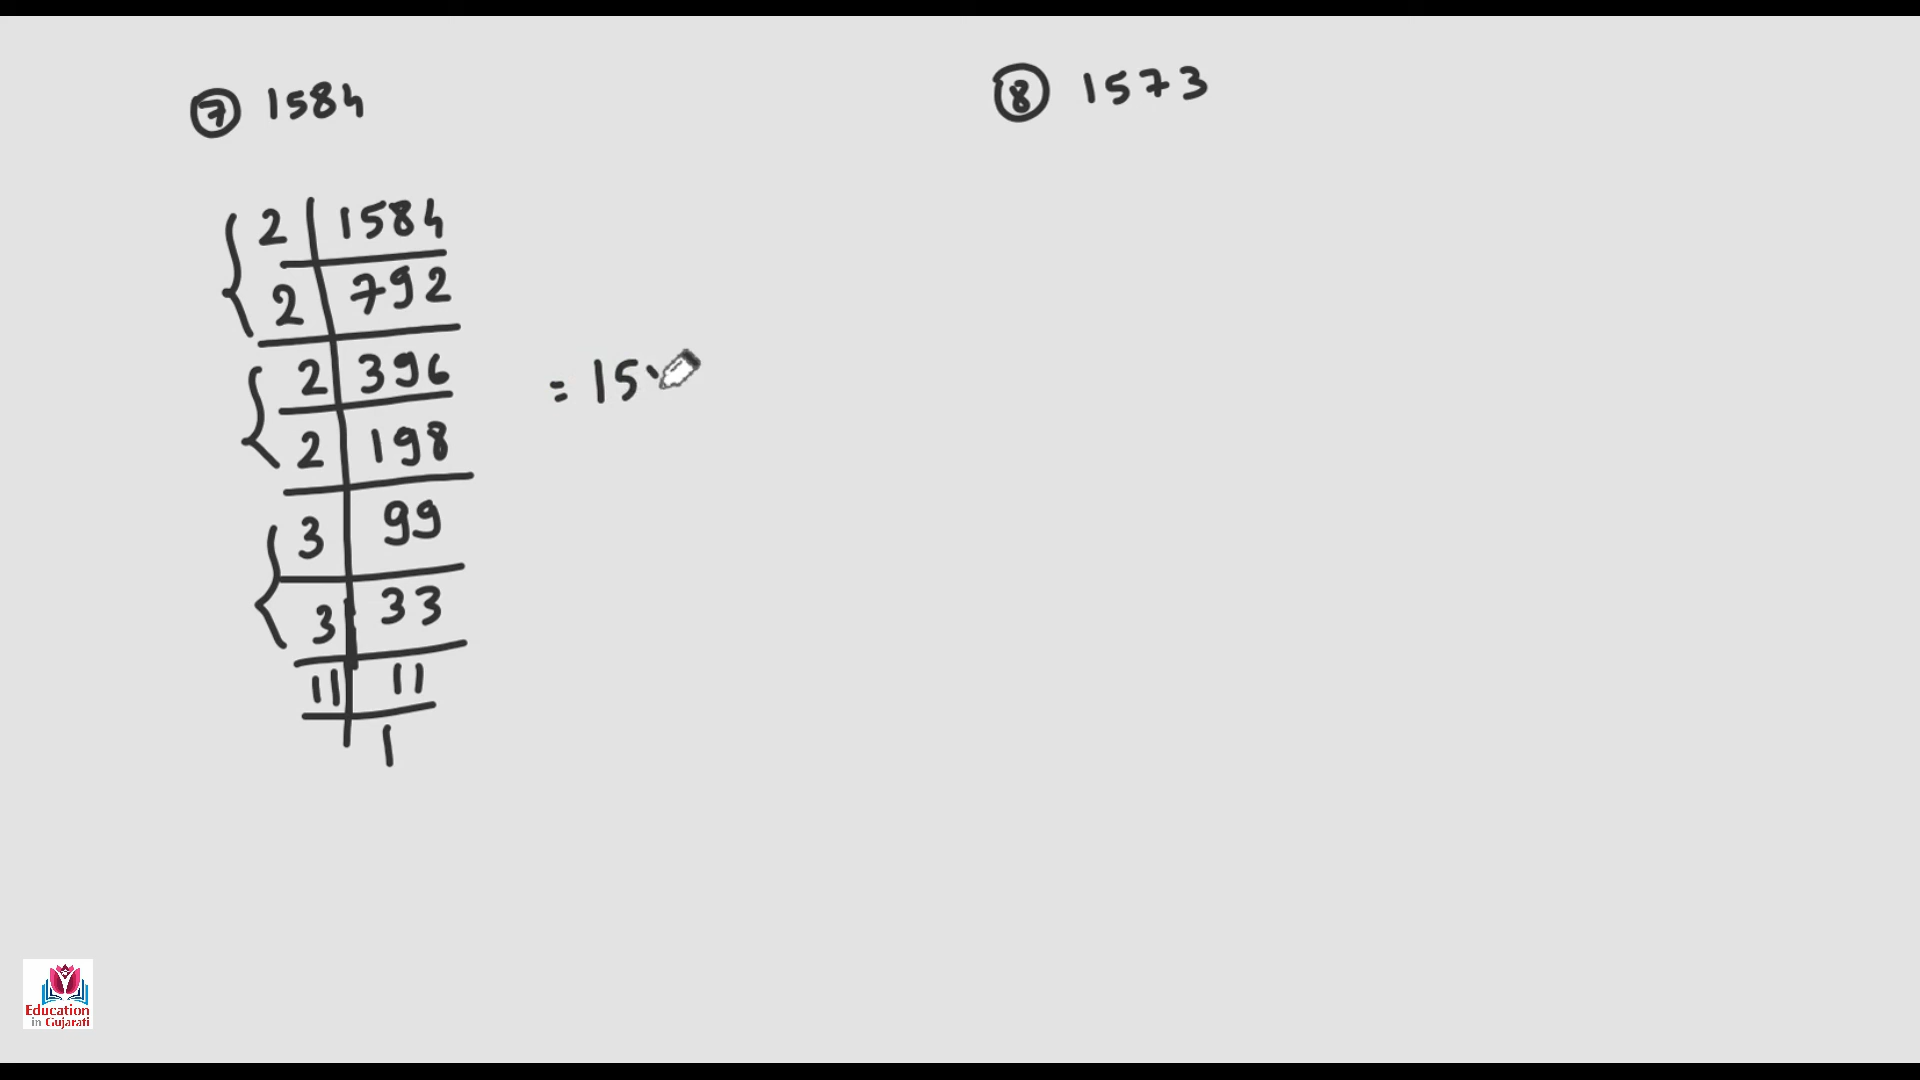 ⑦ 1584
⑧ 1573
2 | 1584
2 | 792
2 | 396
2 | 198
3 | 99
3 | 33
11 | 11
1
= 15
Education
in Gujarati